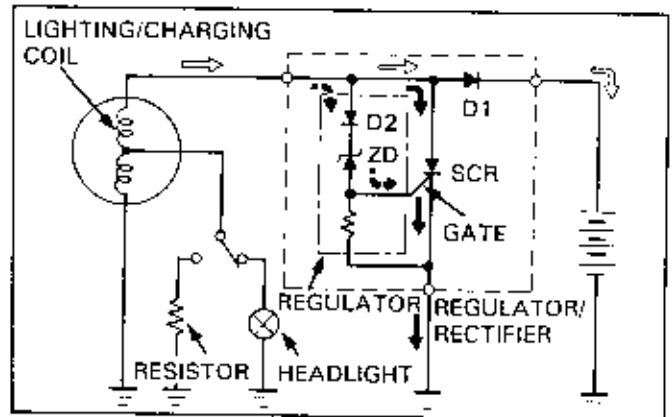 LIGHTING/CHARGING
COIL
D1
D2
ZD
SCR
GATE
REGULATOR
REGULATOR/
RECTIFIER
RESISTOR
HEADLIGHT